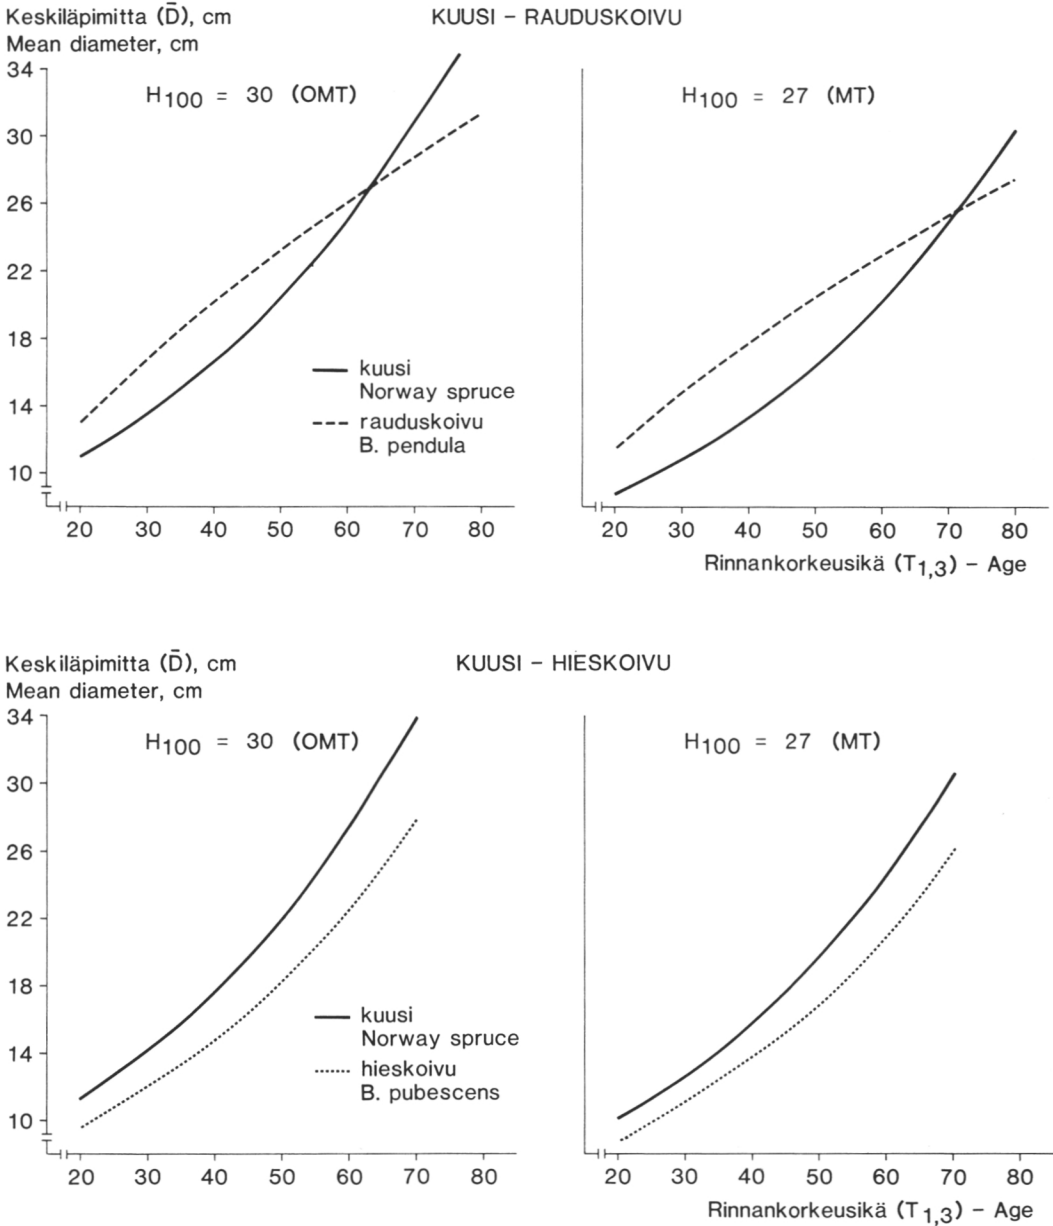 Keskiläpimitta (D̄), cm
Mean diameter, cm
KUUSI – RAUDUSKOIVU
H100 = 30 (OMT)
34
30
26
22
18
14
10
kuusi
Norway spruce
rauduskoivu
B. pendula
20 30 40 50 60 70 80
H100 = 27 (MT)
20 30 40 50 60 70 80
Rinnankorkeusikä (T1,3) – Age
Keskiläpimitta (D̄), cm
Mean diameter, cm
KUUSI – HIESKOIVU
H100 = 30 (OMT)
34
30
26
22
18
14
10
kuusi
Norway spruce
hieskoivu
B. pubescens
20 30 40 50 60 70 80
H100 = 27 (MT)
20 30 40 50 60 70 80
Rinnankorkeusikä (T1,3) – Age